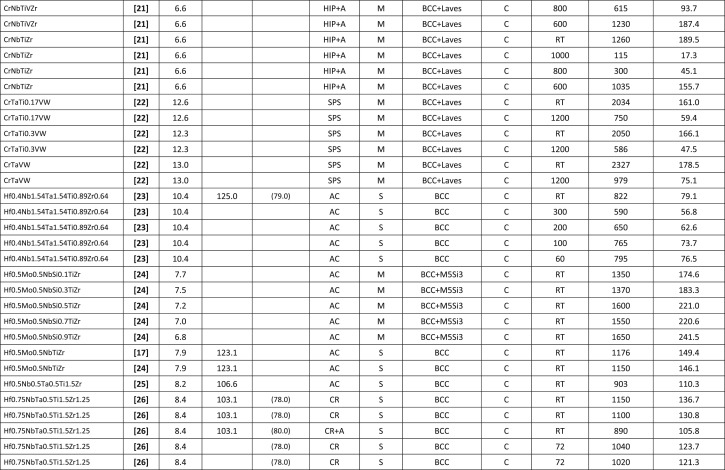 CrNbTiVZr [21] 6.6 HIP+A M BCC+Laves C 800 615 93.7
CrNbTiVZr [21] 6.6 HIP+A M BCC+Laves C 600 1230 187.4
CrNbTiZr [21] 6.6 HIP+A M BCC+Laves C RT 1260 189.5
CrNbTiZr [21] 6.6 HIP+A M BCC+Laves C 1000 115 17.3
CrNbTiZr [21] 6.6 HIP+A M BCC+Laves C 800 300 45.1
CrNbTiZr [21] 6.6 HIP+A M BCC+Laves C 600 1035 155.7
CrTaTi0.17VW [22] 12.6 SPS M BCC+Laves C RT 2034 161.0
CrTaTi0.17VW [22] 12.6 SPS M BCC+Laves C 1200 750 59.4
CrTaTi0.3VW [22] 12.3 SPS M BCC+Laves C RT 2050 166.1
CrTaTi0.3VW [22] 12.3 SPS M BCC+Laves C 1200 586 47.5
CrTaVW [22] 13.0 SPS M BCC+Laves C RT 2327 178.5
CrTaVW [22] 13.0 SPS M BCC+Laves C 1200 979 75.1
Hf0.4Nb1.54Ta1.54Ti0.89Zr0.64 [23] 10.4 125.0 (79.0) AC S BCC C RT 822 79.1
Hf0.4Nb1.54Ta1.54Ti0.89Zr0.64 [23] 10.4 AC S BCC C 300 590 56.8
Hf0.4Nb1.54Ta1.54Ti0.89Zr0.64 [23] 10.4 AC S BCC C 200 650 62.6
Hf0.4Nb1.54Ta1.54Ti0.89Zr0.64 [23] 10.4 AC S BCC C 100 765 73.7
Hf0.4Nb1.54Ta1.54Ti0.89Zr0.64 [23] 10.4 AC S BCC C 60 795 76.5
Hf0.5Mo0.5NbSi0.1TiZr [24] 7.7 AC M BCC+M5Si3 C RT 1350 174.6
Hf0.5Mo0.5NbSi0.3TiZr [24] 7.5 AC M BCC+M5Si3 C RT 1370 183.3
Hf0.5Mo0.5NbSi0.5TiZr [24] 7.2 AC M BCC+M5Si3 C RT 1600 221.0
Hf0.5Mo0.5NbSi0.7TiZr [24] 7.0 AC M BCC+M5Si3 C RT 1550 220.6
Hf0.5Mo0.5NbSi0.9TiZr [24] 6.8 AC M BCC+M5Si3 C RT 1650 241.5
Hf0.5Mo0.5NbTiZr [17] 7.9 123.1 AC S BCC C RT 1176 149.4
Hf0.5Mo0.5NbTiZr [24] 7.9 123.1 AC S BCC C RT 1150 146.1
Hf0.5Nb0.5Ta0.5Ti1.5Zr [25] 8.2 106.6 AC S BCC C RT 903 110.3
Hf0.75NbTa0.5Ti1.5Zr1.25 [26] 8.4 103.1 (78.0) CR S BCC C RT 1150 136.7
Hf0.75NbTa0.5Ti1.5Zr1.25 [26] 8.4 103.1 (78.0) CR S BCC C RT 1100 130.8
Hf0.75NbTa0.5Ti1.5Zr1.25 [26] 8.4 103.1 (80.0) CR+A S BCC C RT 890 105.8
Hf0.75NbTa0.5Ti1.5Zr1.25 [26] 8.4 (78.0) CR S BCC C 72 1040 123.7
Hf0.75NbTa0.5Ti1.5Zr1.25 [26] 8.4 (78.0) CR S BCC C 72 1020 121.3